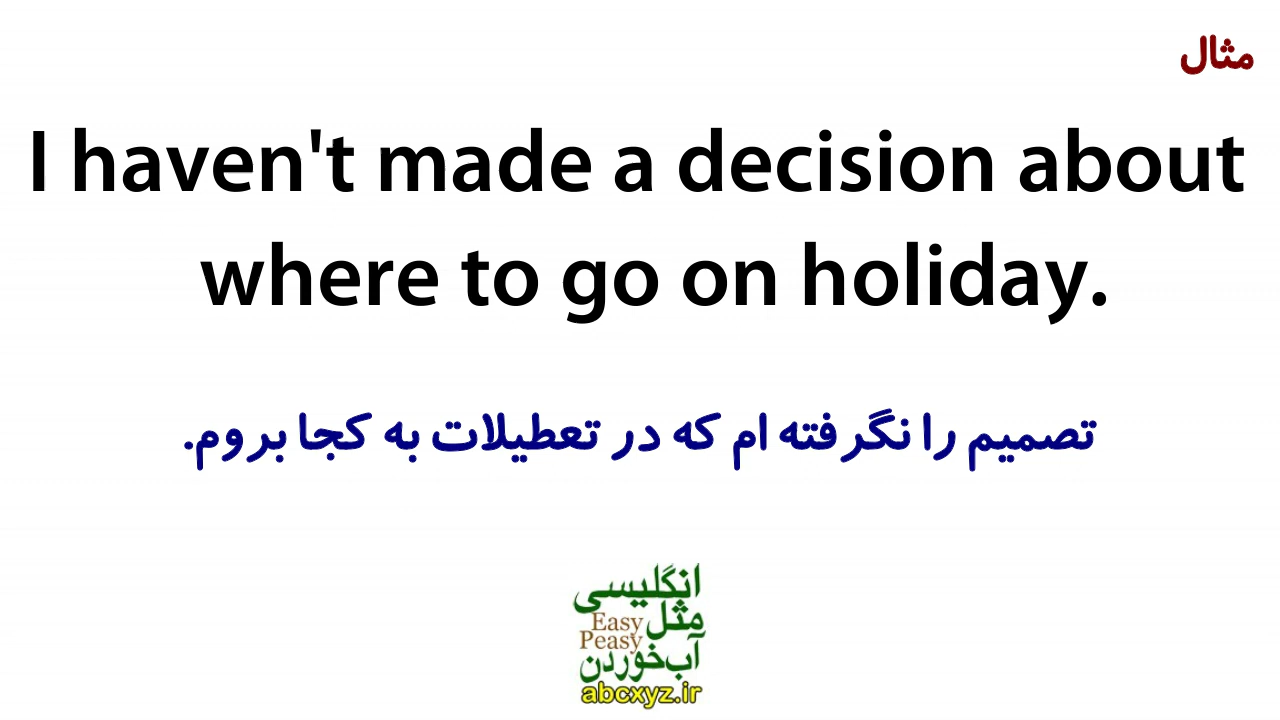 مثال
I haven't made a decision about
where to go on holiday.
تصمیم را نگرفته ام که در تعطیلات به کجا بروم.
انگلیسی
مثل
Easy
Peasy
آب‌خوردن
abcxyz.ir